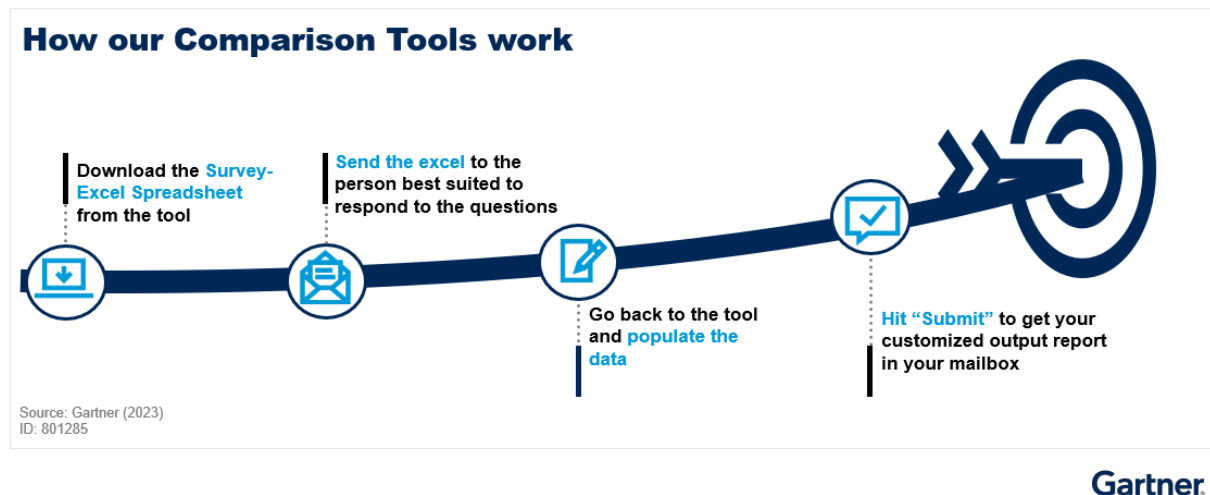 How our Comparison Tools work
Download the Survey-
Excel Spreadsheet
from the tool
Send the excel to the
person best suited to
respond to the questions
Go back to the tool
and populate the
data
Hit “Submit” to get your
customized output report
in your mailbox
Source: Gartner (2023)
ID: 801285
Gartner